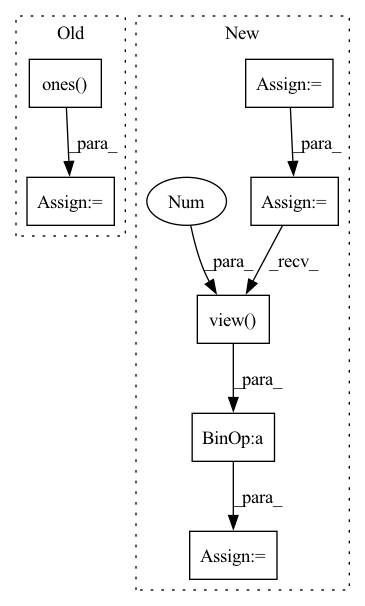 Old
New
ones()
Assign:=
_para_
_para_
Assign:=
Num
Assign:=
_para_
_recv_
view()
_para_
BinOp:a
_para_
Assign:=